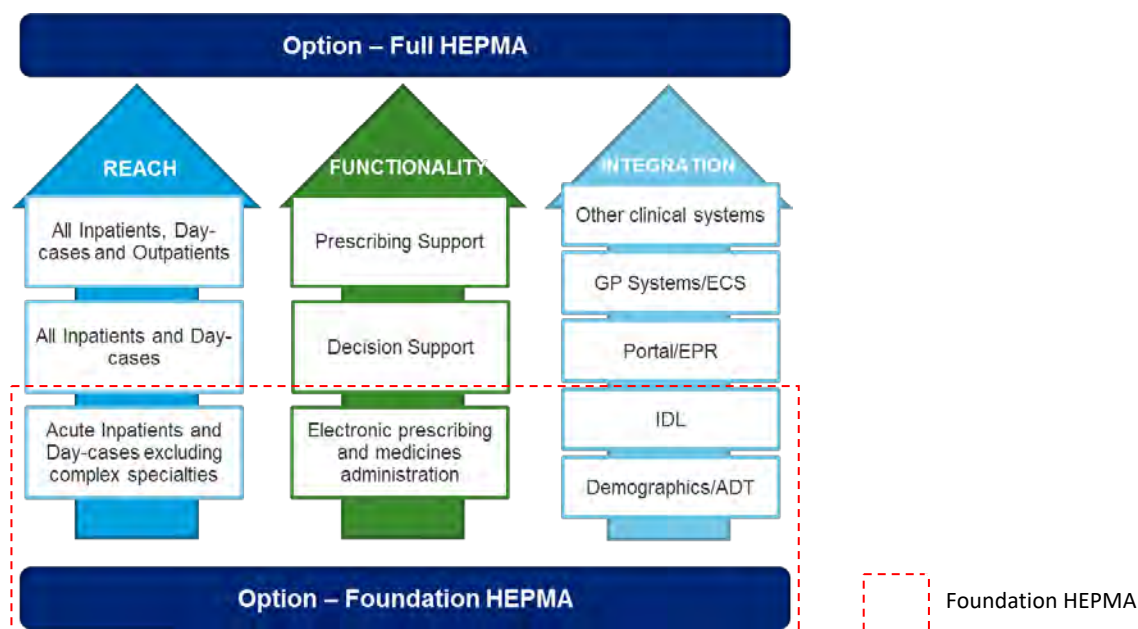 Option – Full HEPMA
REACH
All Inpatients, Day-
cases and Outpatients
All Inpatients and Day-
cases
Acute Inpatients and
Day-cases excluding
complex specialties
FUNCTIONALITY
Prescribing Support
Decision Support
Electronic prescribing
and medicines
administration
INTEGRATION
Other clinical systems
GP Systems/ECS
Portal/EPR
IDL
Demographics/ADT
Option – Foundation HEPMA
Foundation HEPMA